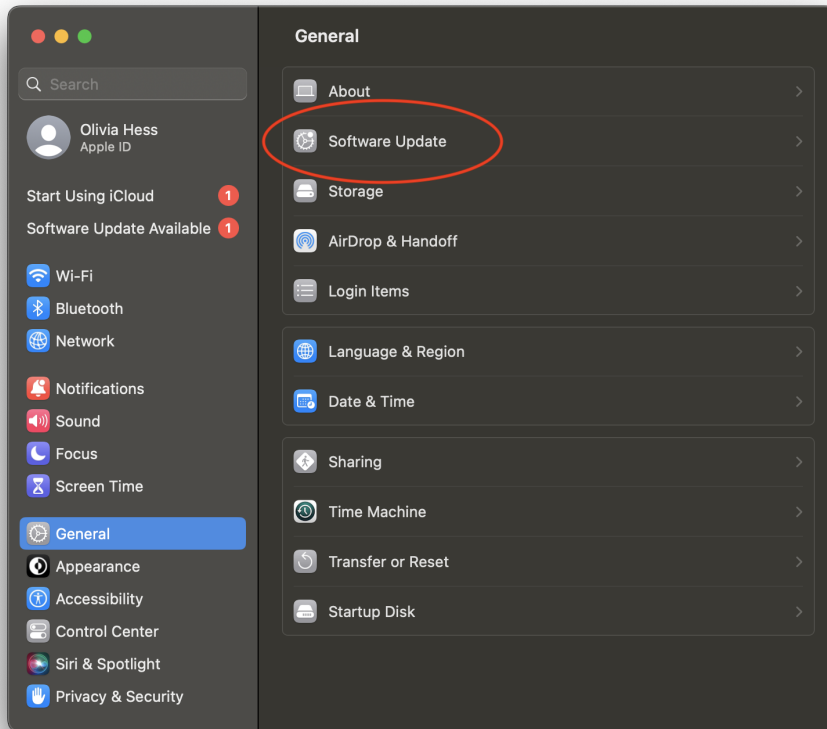 Search
Olivia Hess
Apple ID
Start Using iCloud 1
Software Update Available 1
Wi-Fi
Bluetooth
Network
Notifications
Sound
Focus
Screen Time
General
Appearance
Accessibility
Control Center
Siri & Spotlight
Privacy & Security
General
About
Software Update
Storage
AirDrop & Handoff
Login Items
Language & Region
Date & Time
Sharing
Time Machine
Transfer or Reset
Startup Disk